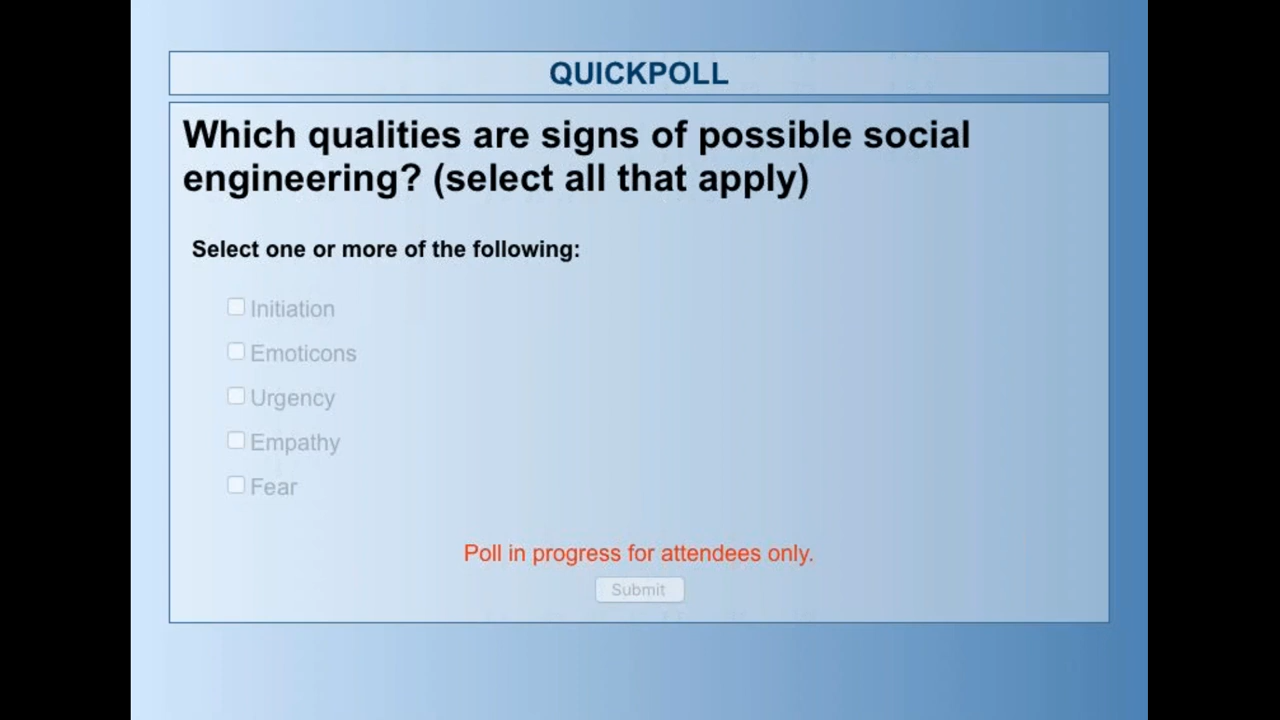 QUICKPOLL
Which qualities are signs of possible social
engineering? (select all that apply)
Select one or more of the following:
Initiation
Emoticons
Urgency
Empathy
Fear
Poll in progress for attendees only.
Submit